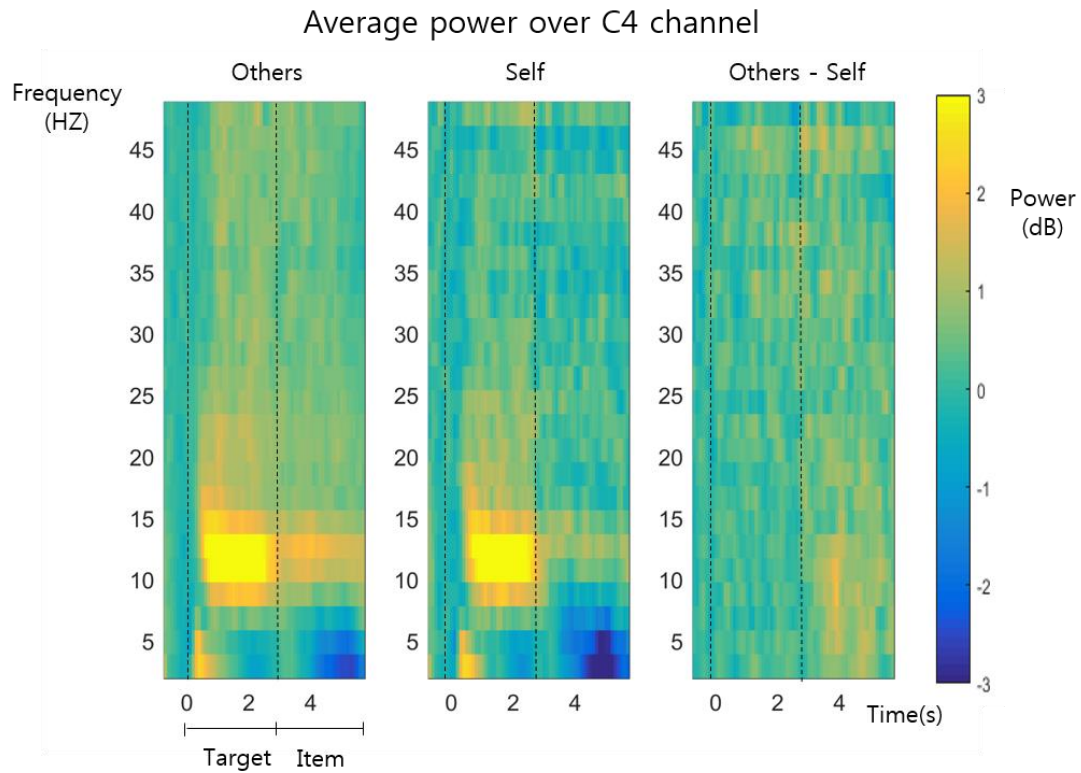 Average power over C4 channel
Others
Self
Others - Self
Frequency
(HZ)
45
40
35
30
25
20
15
10
5
0 2 4
45
40
35
30
25
20
15
10
5
0 2 4
45
40
35
30
25
20
15
10
5
0 2 4
3
2
1
0
-1
-2
-3
Power
(dB)
Time(s)
Target Item